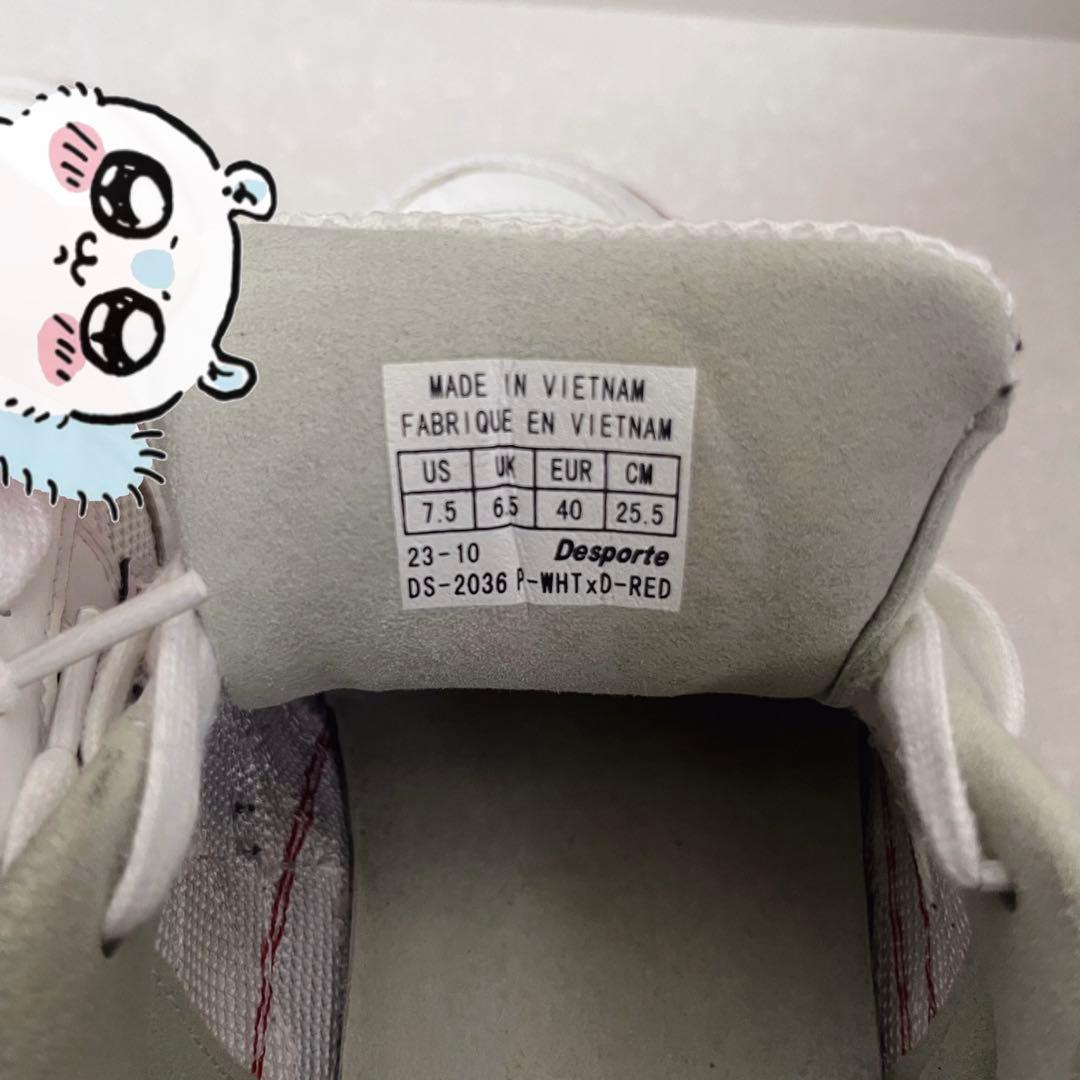 MADE IN VIETNAM
FABRIQUE EN VIETNAM
US UK EUR CM
7.5 6.5 40 25.5
23-10 Desporte
DS-2036 P-WHTxD-RED